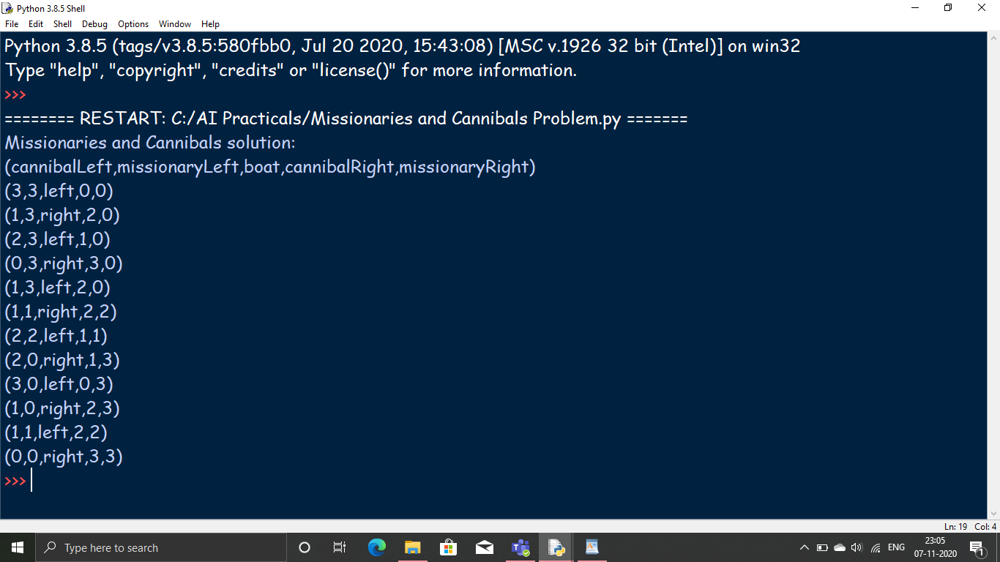 Python 3.8.5 Shell
File Edit Shell Debug Options Window Help
Python 3.8.5 (tags/v3.8.5:580fbb0, Jul 20 2020, 15:43:08) [MSC v.1926 32 bit (Intel)] on win32
Type "help", "copyright", "credits" or "license()" for more information.
>>>
======== RESTART: C:/AI Practicals/Missionaries and Cannibals Problem.py =======
Missionaries and Cannibals solution:
(cannibalLeft,missionaryLeft,boat,cannibalRight,missionaryRight)
(3,3,left,0,0)
(1,3,right,2,0)
(2,3,left,1,0)
(0,3,right,3,0)
(1,3,left,2,0)
(1,1,right,2,2)
(2,2,left,1,1)
(2,0,right,1,3)
(3,0,left,0,3)
(1,0,right,2,3)
(1,1,left,2,2)
(0,0,right,3,3)
>>>
Ln: 19 Col: 4
Type here to search
ENG
23:05
07-11-2020
1